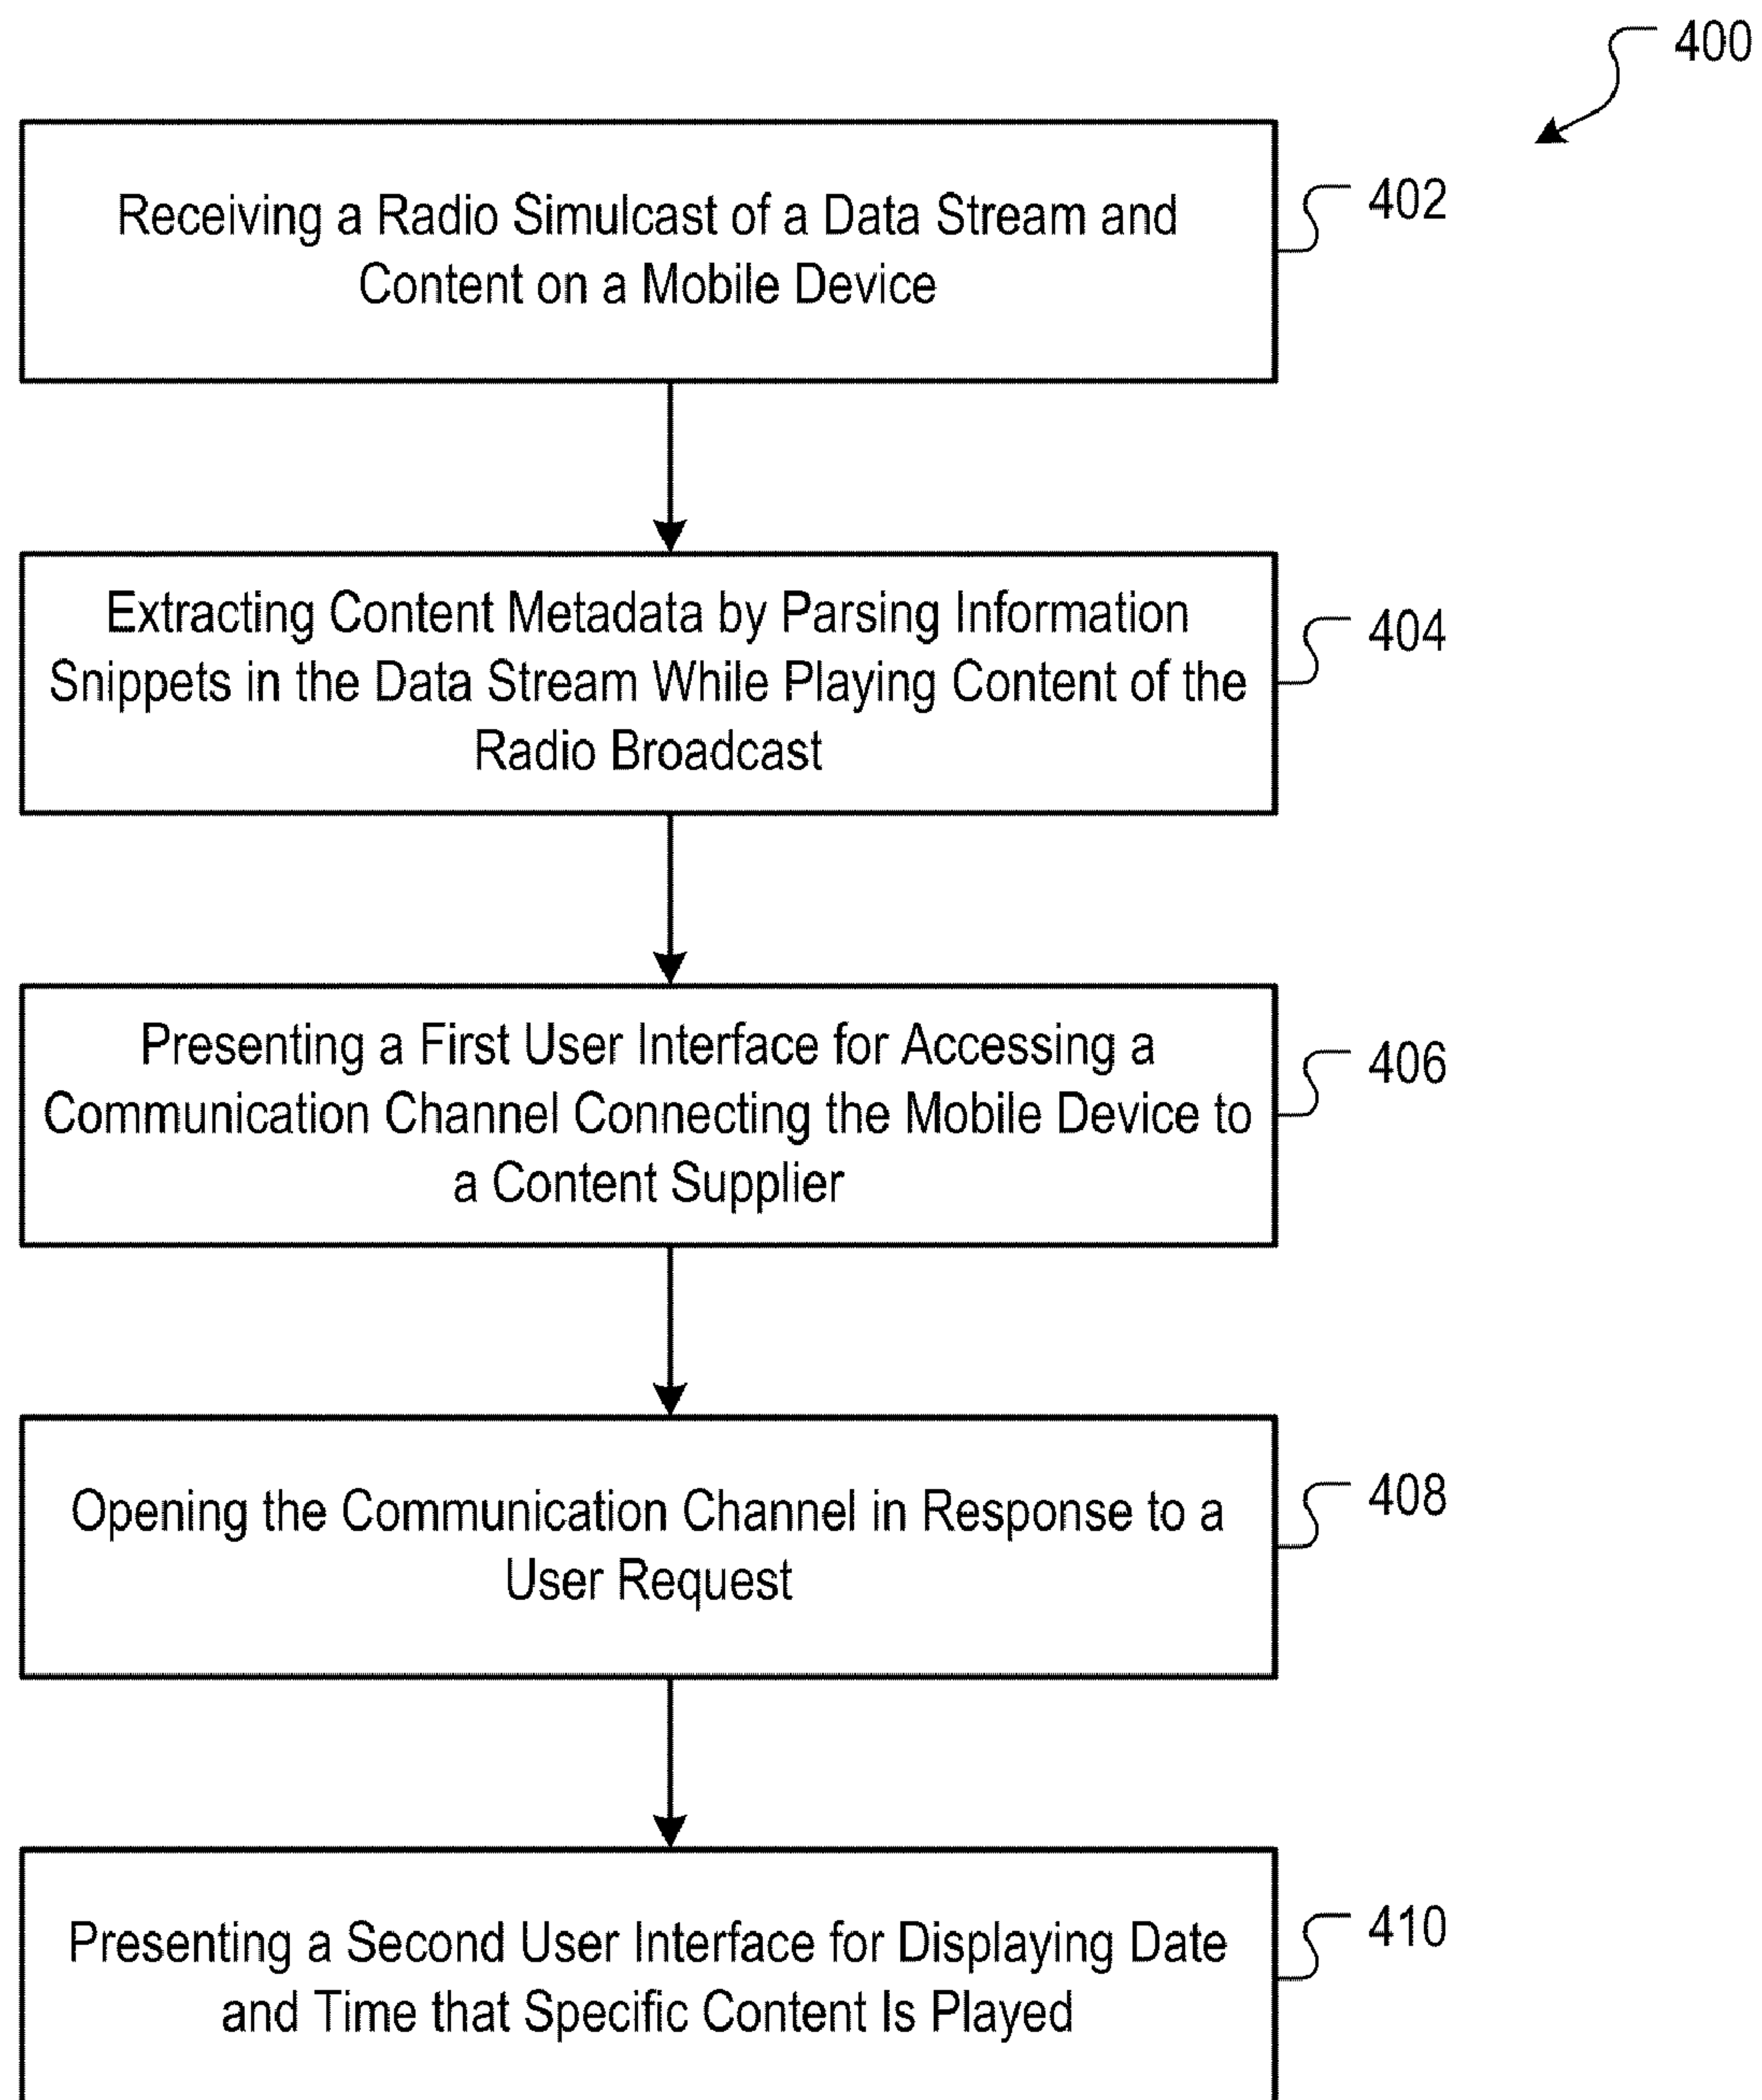 400
Receiving a Radio Simulcast of a Data Stream and
Content on a Mobile Device
402
Extracting Content Metadata by Parsing Information
Snippets in the Data Stream While Playing Content of the
Radio Broadcast
404
Presenting a First User Interface for Accessing a
Communication Channel Connecting the Mobile Device to
a Content Supplier
406
Opening the Communication Channel in Response to a
User Request
408
Presenting a Second User Interface for Displaying Date
and Time that Specific Content Is Played
410